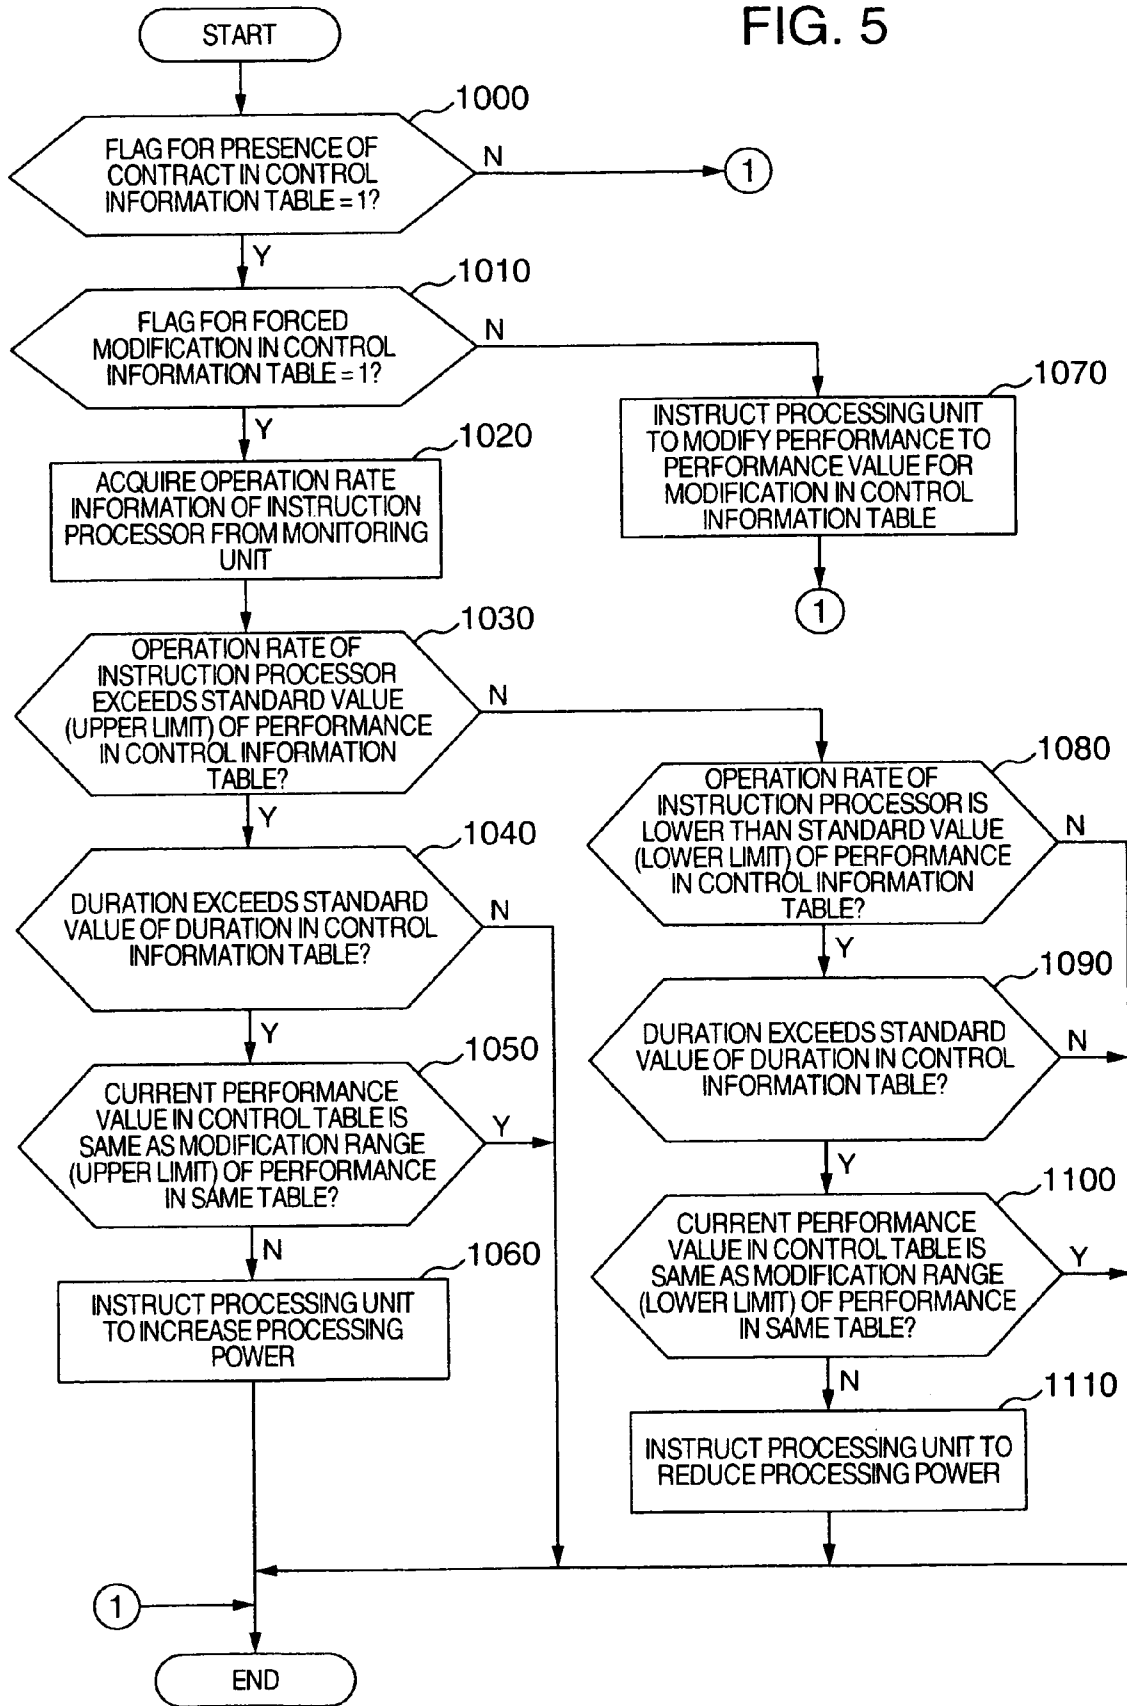 FIG. 5
START
1000
FLAG FOR PRESENCE OF
CONTRACT IN CONTROL
INFORMATION TABLE = 1?
N
1
Y
1010
FLAG FOR FORCED
MODIFICATION IN CONTROL
INFORMATION TABLE = 1?
N
Y
1020
ACQUIRE OPERATION RATE
INFORMATION OF INSTRUCTION
PROCESSOR FROM MONITORING
UNIT
1070
INSTRUCT PROCESSING UNIT
TO MODIFY PERFORMANCE TO
PERFORMANCE VALUE FOR
MODIFICATION IN CONTROL
INFORMATION TABLE
1
1030
OPERATION RATE OF
INSTRUCTION PROCESSOR
EXCEEDS STANDARD VALUE
(UPPER LIMIT) OF PERFORMANCE
IN CONTROL INFORMATION
TABLE?
N
Y
1080
OPERATION RATE OF
INSTRUCTION PROCESSOR IS
LOWER THAN STANDARD VALUE
(LOWER LIMIT) OF PERFORMANCE
IN CONTROL INFORMATION
TABLE?
N
Y
1040
DURATION EXCEEDS STANDARD
VALUE OF DURATION IN CONTROL
INFORMATION TABLE?
N
Y
1090
DURATION EXCEEDS STANDARD
VALUE OF DURATION IN CONTROL
INFORMATION TABLE?
N
Y
1050
CURRENT PERFORMANCE
VALUE IN CONTROL TABLE IS
SAME AS MODIFICATION RANGE
(UPPER LIMIT) OF PERFORMANCE
IN SAME TABLE?
Y
N
1100
CURRENT PERFORMANCE
VALUE IN CONTROL TABLE IS
SAME AS MODIFICATION RANGE
(LOWER LIMIT) OF PERFORMANCE
IN SAME TABLE?
Y
N
1060
INSTRUCT PROCESSING UNIT
TO INCREASE PROCESSING
POWER
1110
INSTRUCT PROCESSING UNIT TO
REDUCE PROCESSING POWER
1
END